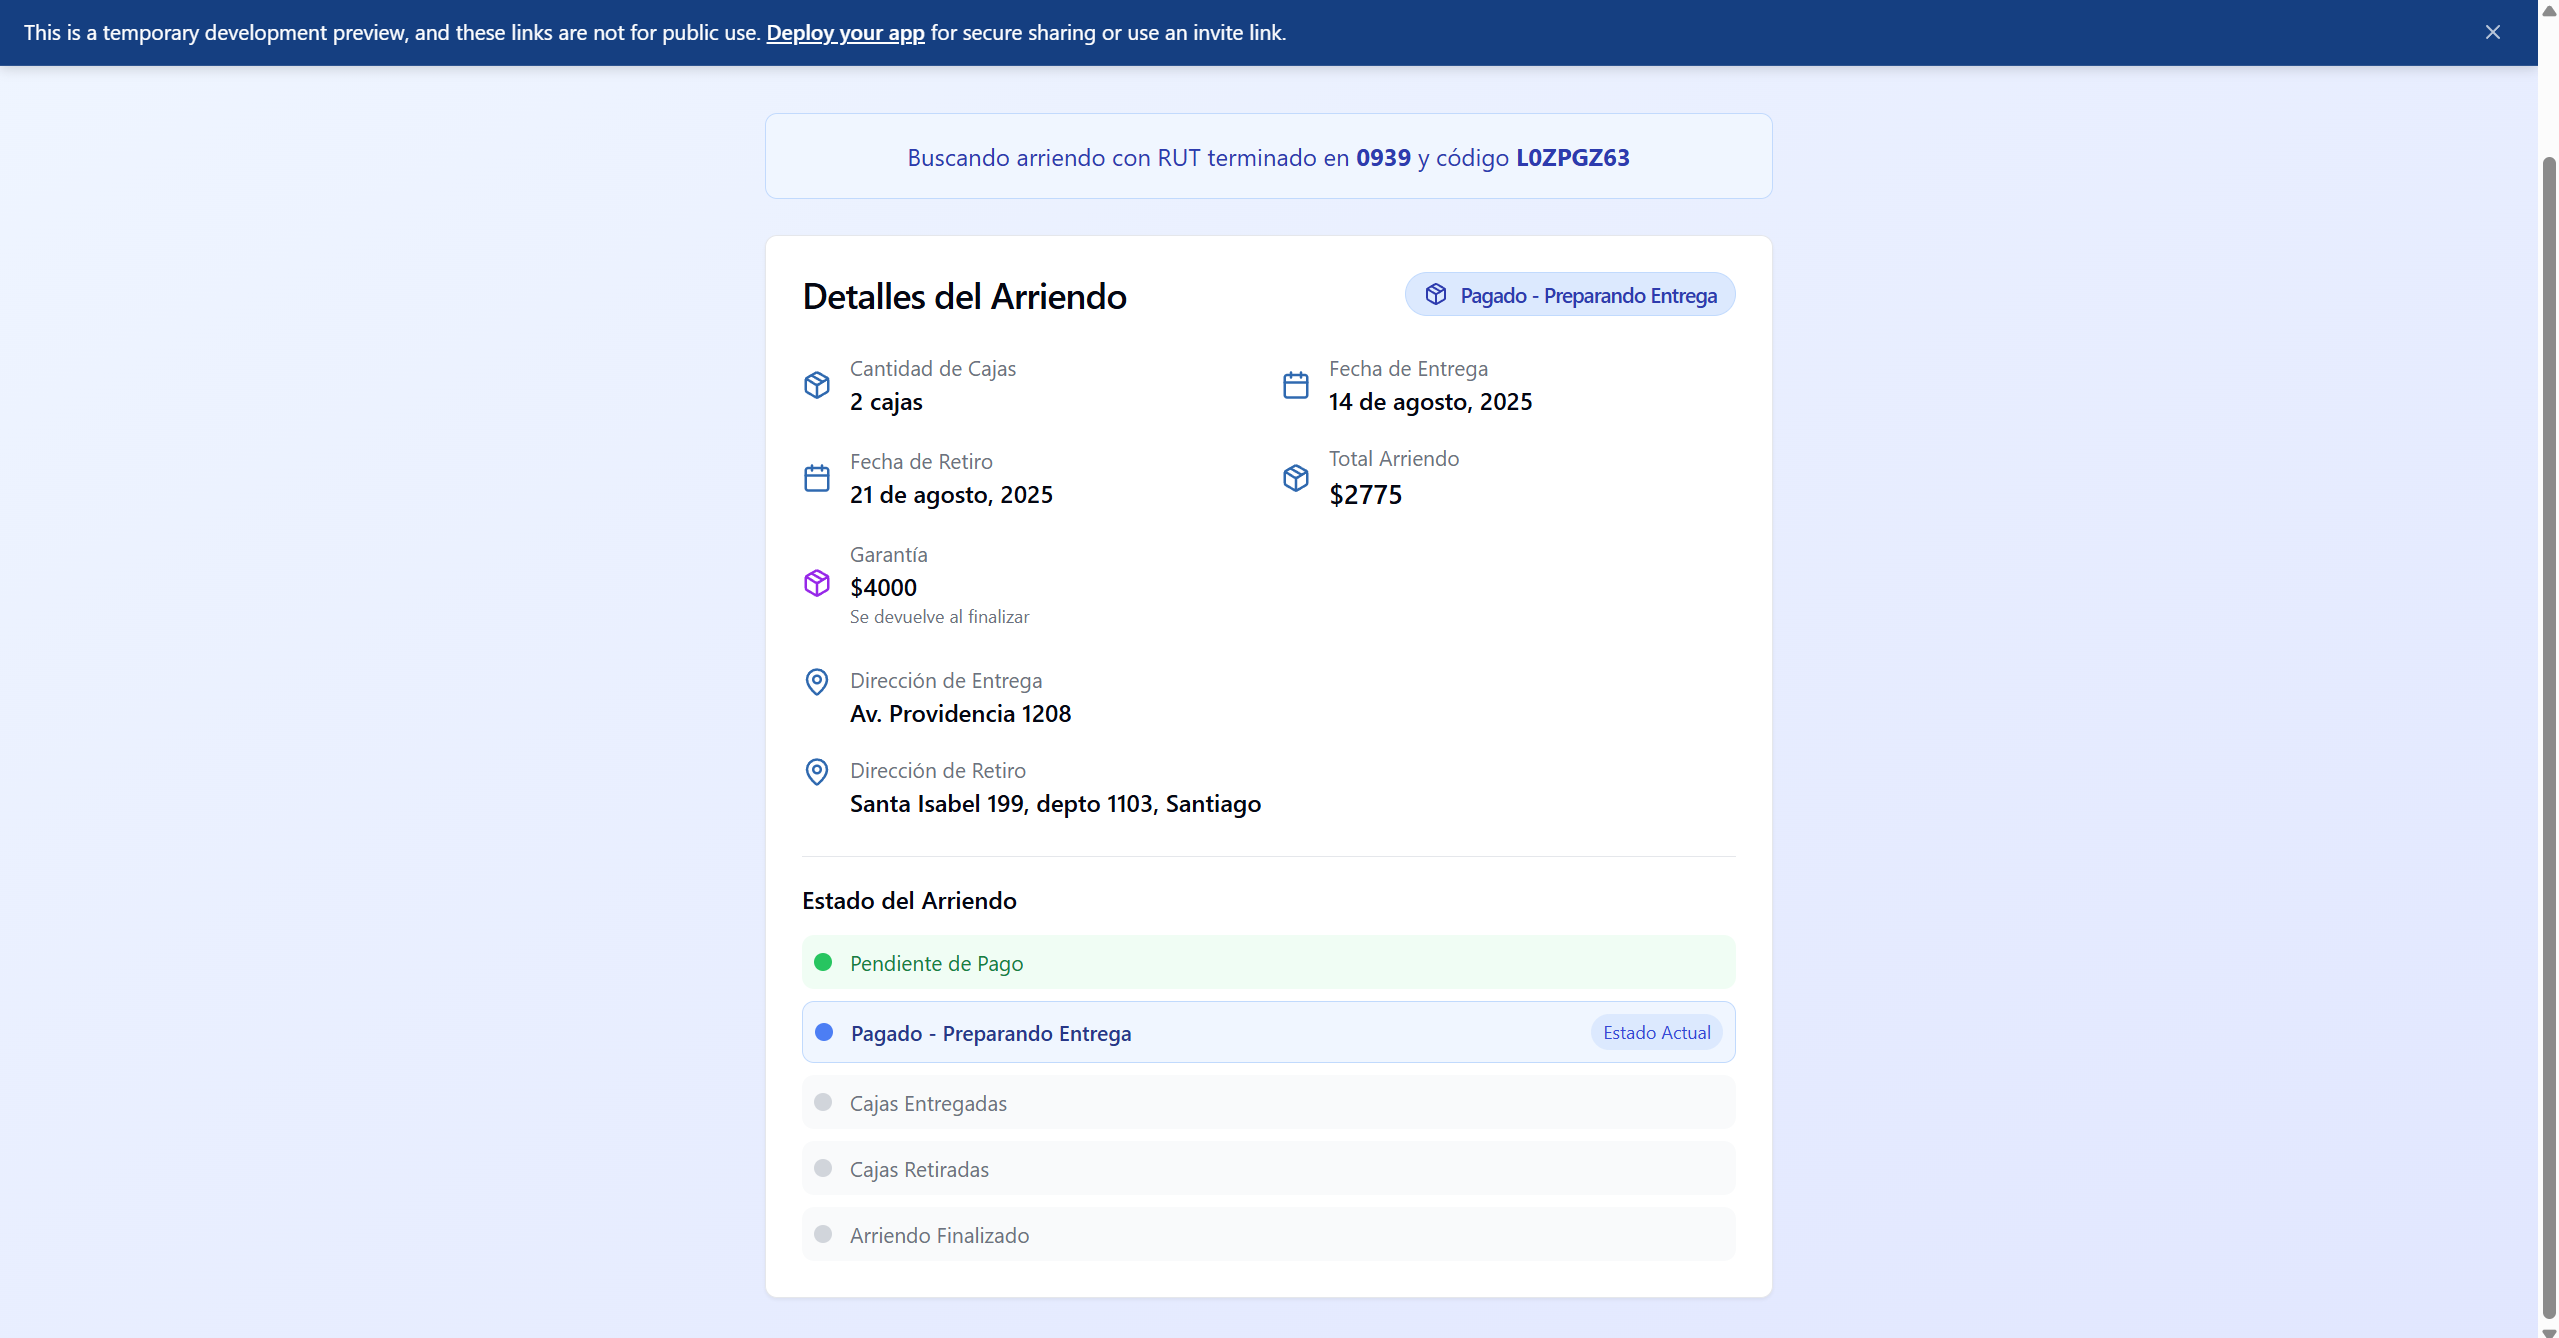 This is a temporary development preview, and these links are not for public use. Deploy your app for secure sharing or use an invite link.
Buscando arriendo con RUT terminado en 0939 y código L0ZPGZ63
Detalles del Arriendo
Pagado - Preparando Entrega
Cantidad de Cajas
2 cajas
Fecha de Entrega
14 de agosto, 2025
Fecha de Retiro
21 de agosto, 2025
Total Arriendo
$2775
Garantía
$4000
Se devuelve al finalizar
Dirección de Entrega
Av. Providencia 1208
Dirección de Retiro
Santa Isabel 199, depto 1103, Santiago
Estado del Arriendo
Pendiente de Pago
Pagado - Preparando Entrega
Estado Actual
Cajas Entregadas
Cajas Retiradas
Arriendo Finalizado